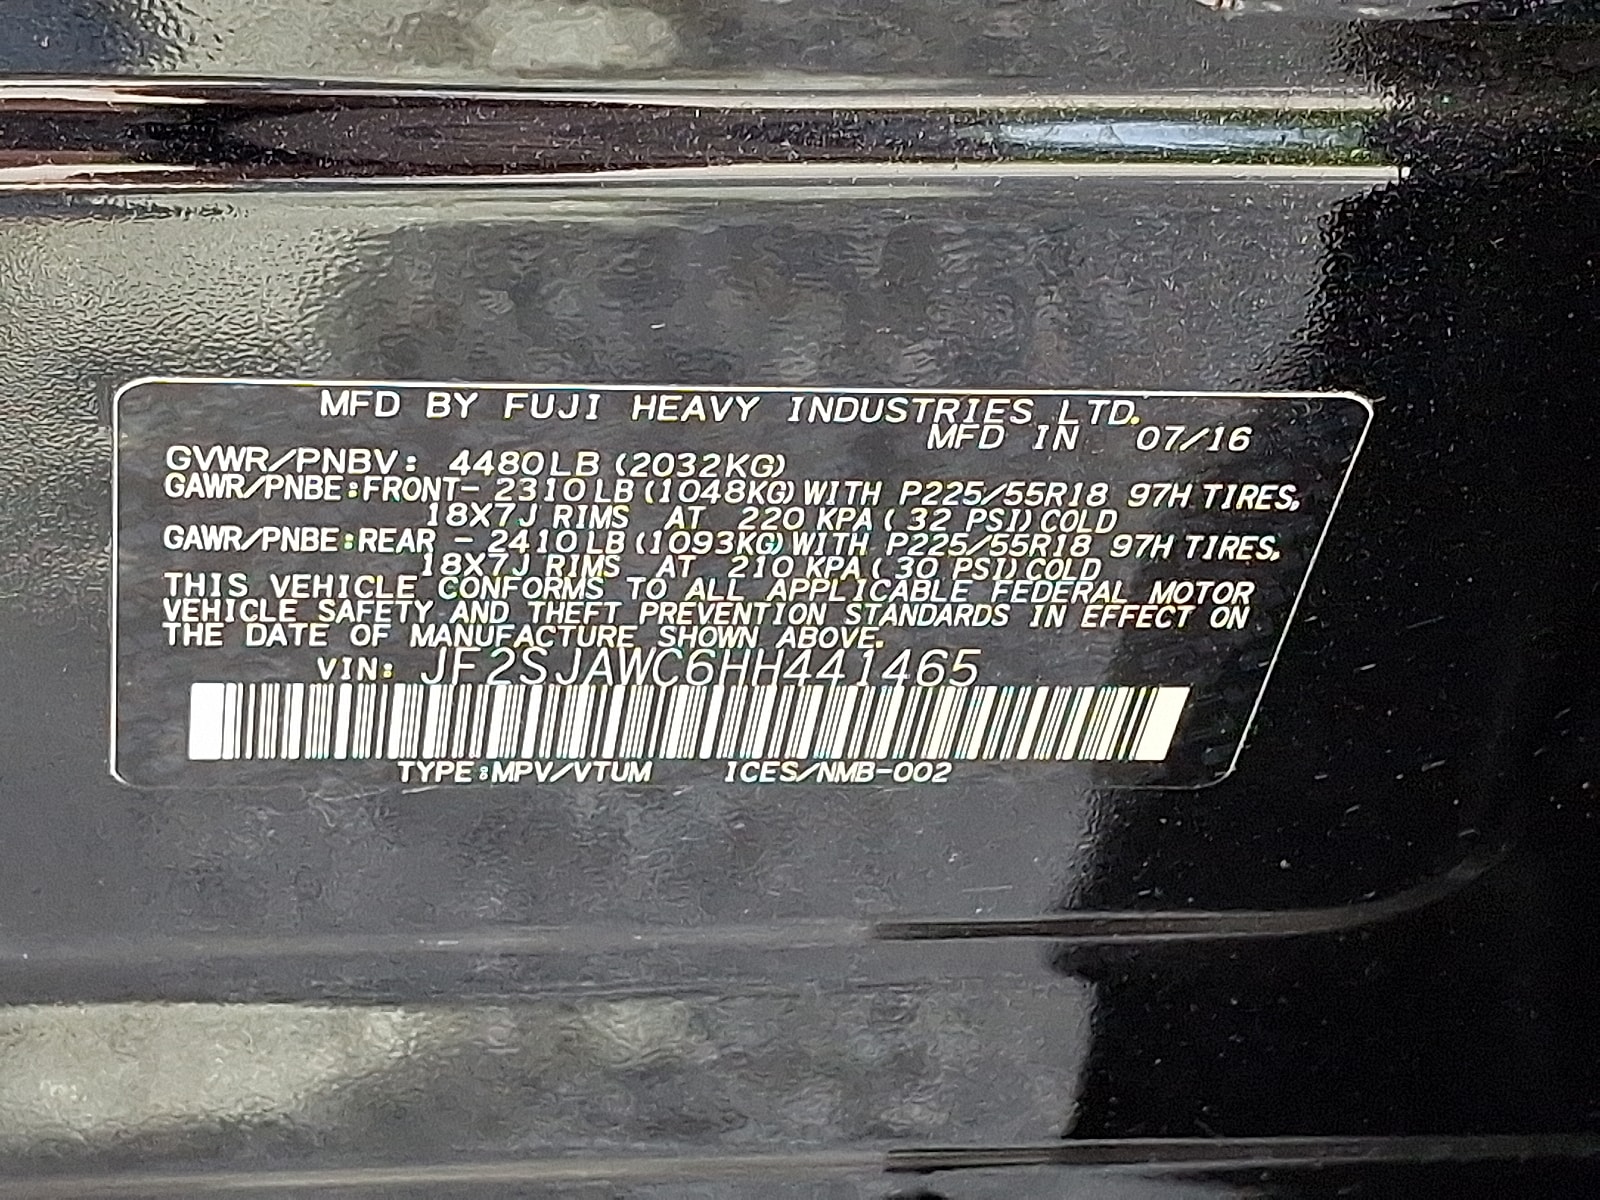 MFD BY FUJI HEAVY INDUSTRIES LTD.
MFD IN 07/16
GVWR/PNBV: 4480LB (2032KG)
GAWR/PNBE:FRONT- 2310LB (1048KG) WITH P225/55R18 97H TIRES,
18X7J RIMS AT 220 KPA ( 32 PSI) COLD
GAWR/PNBE:REAR - 2410LB (1093KG) WITH P225/55R18 97H TIRES,
18X7J RIMS AT 210 KPA ( 30 PSI) COLD
THIS VEHICLE CONFORMS TO ALL APPLICABLE FEDERAL MOTOR
VEHICLE SAFETY AND THEFT PREVENTION STANDARDS IN EFFECT ON
THE DATE OF MANUFACTURE SHOWN ABOVE.
VIN: JF2SJAWC6HH441465
TYPE:MPV/VTUM ICES/NMB-002